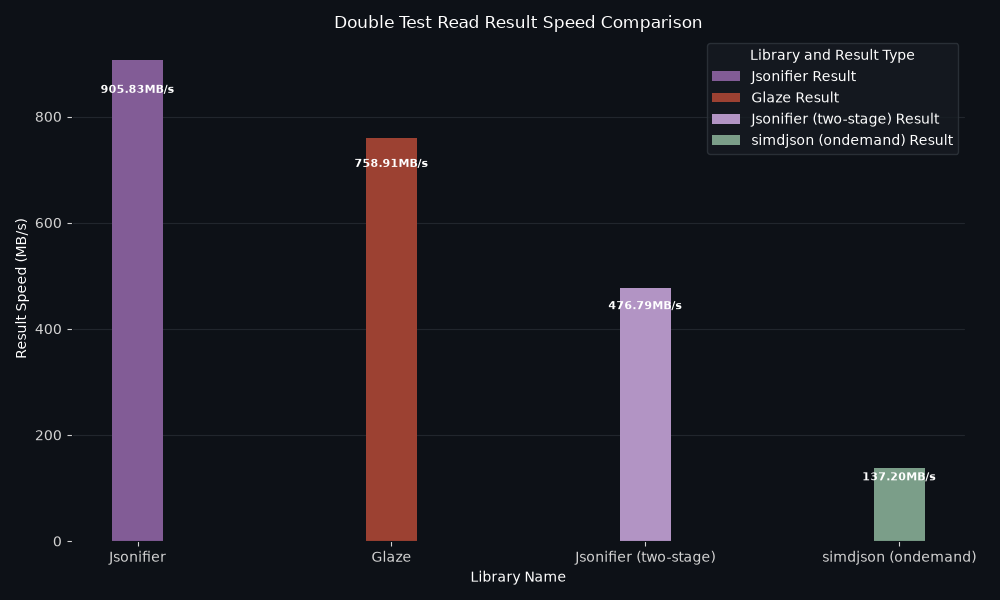 Double Test Read Result Speed Comparison
Library and Result Type
Jsonifier Result
Glaze Result
Jsonifier (two-stage) Result
simdjson (ondemand) Result
905.83MB/s
758.91MB/s
476.79MB/s
137.20MB/s
Result Speed (MB/s)
800
600
400
200
0
Jsonifier
Glaze
Jsonifier (two-stage)
simdjson (ondemand)
Library Name